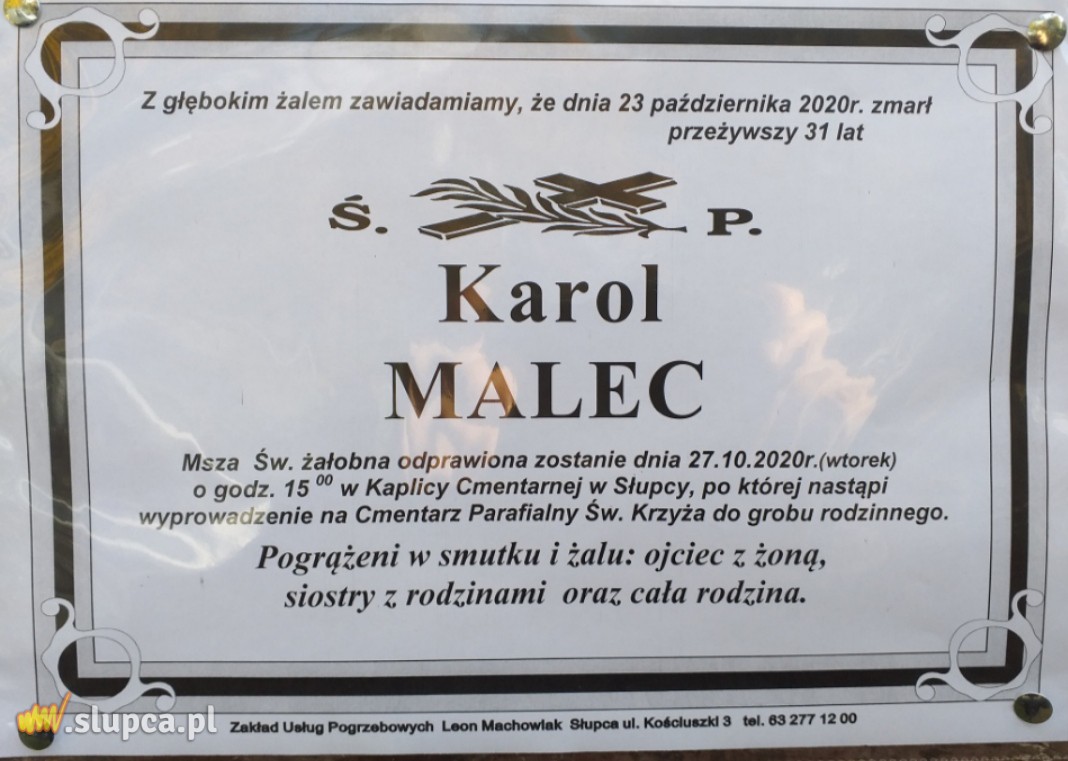 Z głębokim żalem zawiadamiamy, że dnia 23 października 2020r. zmarł
przeżywszy 31 lat
Ś. P.
Karol
MALEC
Msza Św. żałobna odprawiona zostanie dnia 27.10.2020r.(wtorek)
o godz. 15 00 w Kaplicy Cmentarnej w Słupcy, po której nastąpi
wyprowadzenie na Cmentarz Parafialny Św. Krzyża do grobu rodzinnego.
Pogrążeni w smutku i żalu: ojciec z żoną,
siostry z rodzinami oraz cała rodzina.
Zakład Usług Pogrzebowych Leon Machowiak Słupca ul. Kościuszki 3 tel. 63 277 12 00
www.slupca.pl